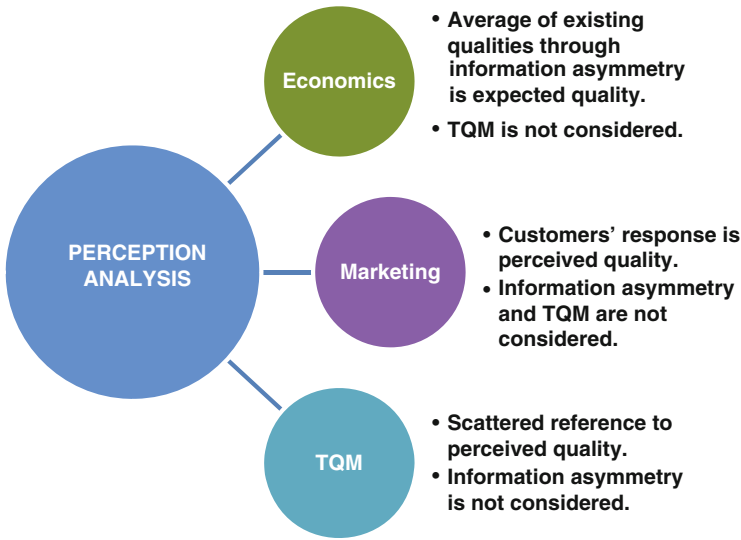 PERCEPTION
ANALYSIS
Economics
• Average of existing
qualities through
information asymmetry
is expected quality.
• TQM is not considered.
Marketing
• Customers’ response is
perceived quality.
• Information asymmetry
and TQM are not
considered.
TQM
• Scattered reference to
perceived quality.
• Information asymmetry
is not considered.